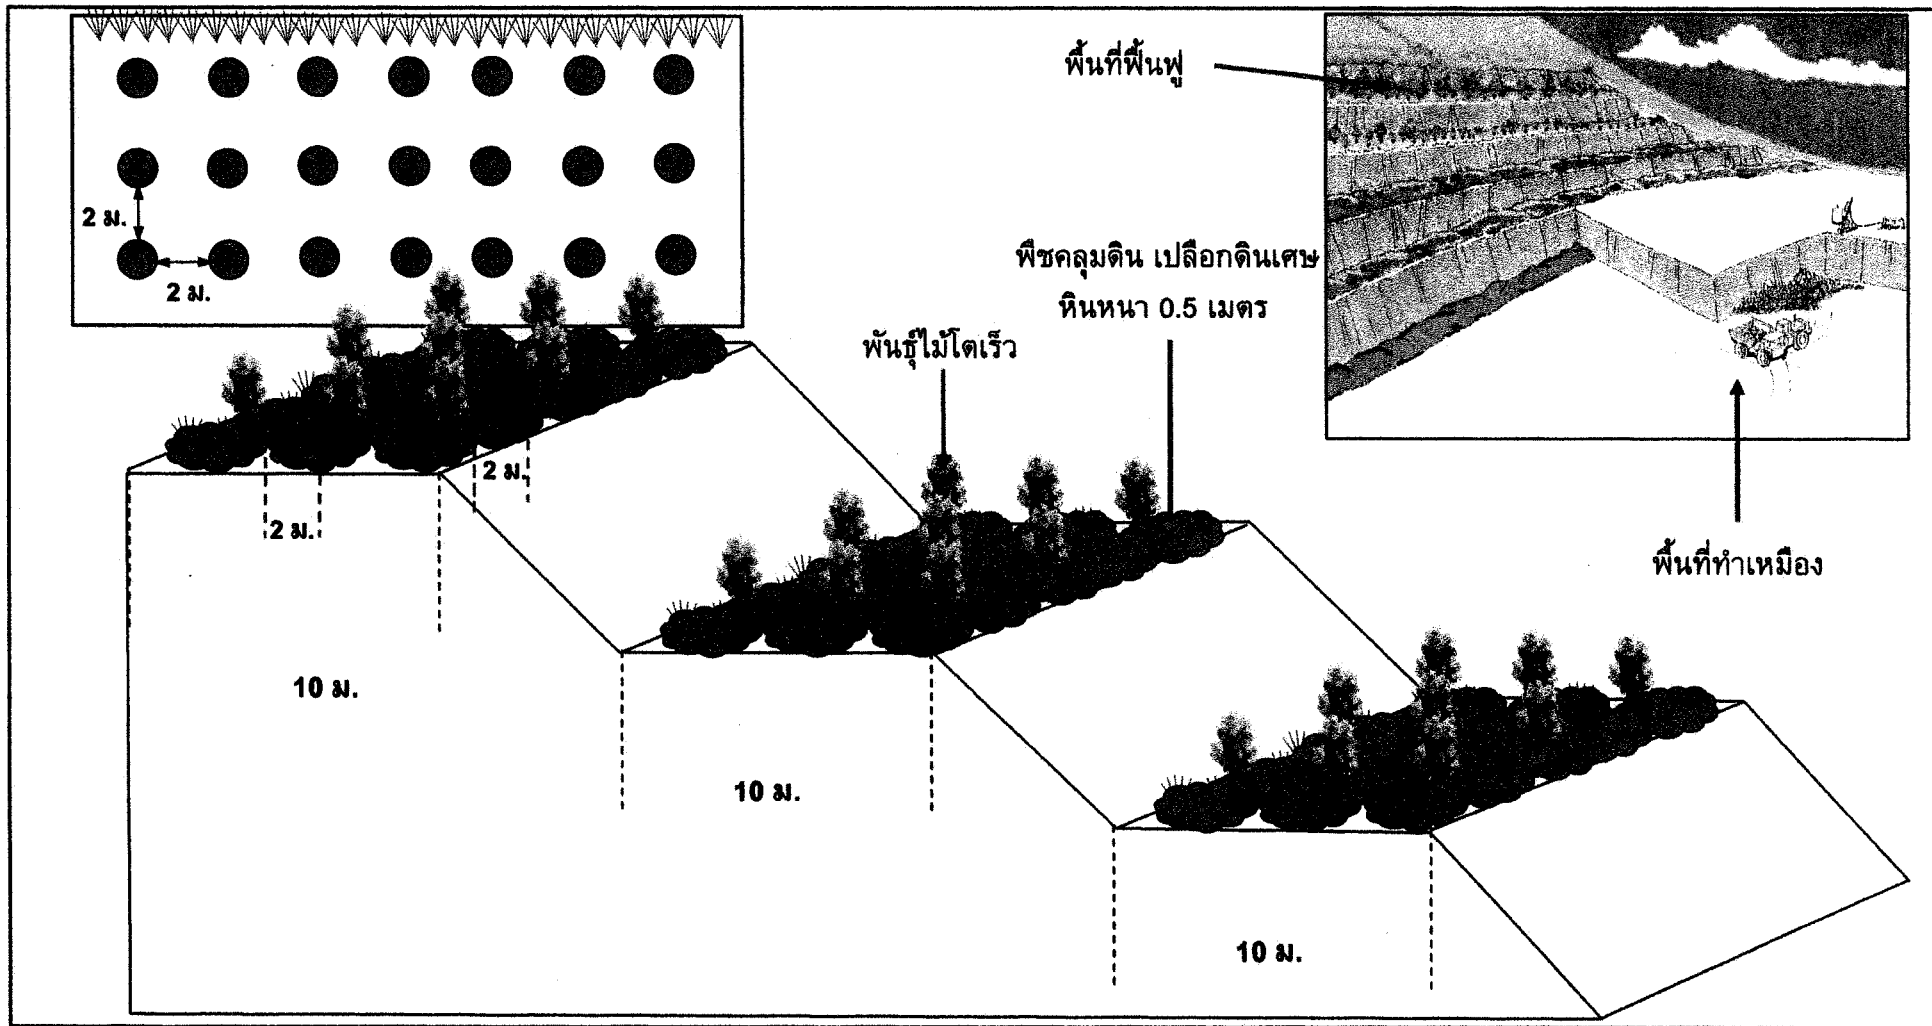 พื้นที่ฟื้นฟู
2 ม.
2 ม.
พืชคลุมดิน เปลือกดินเศษ
หินหนา 0.5 เมตร
พันธุ์ไม้โตเร็ว
2 ม.
2 ม.
พื้นที่ทำเหมือง
10 ม.
10 ม.
10 ม.